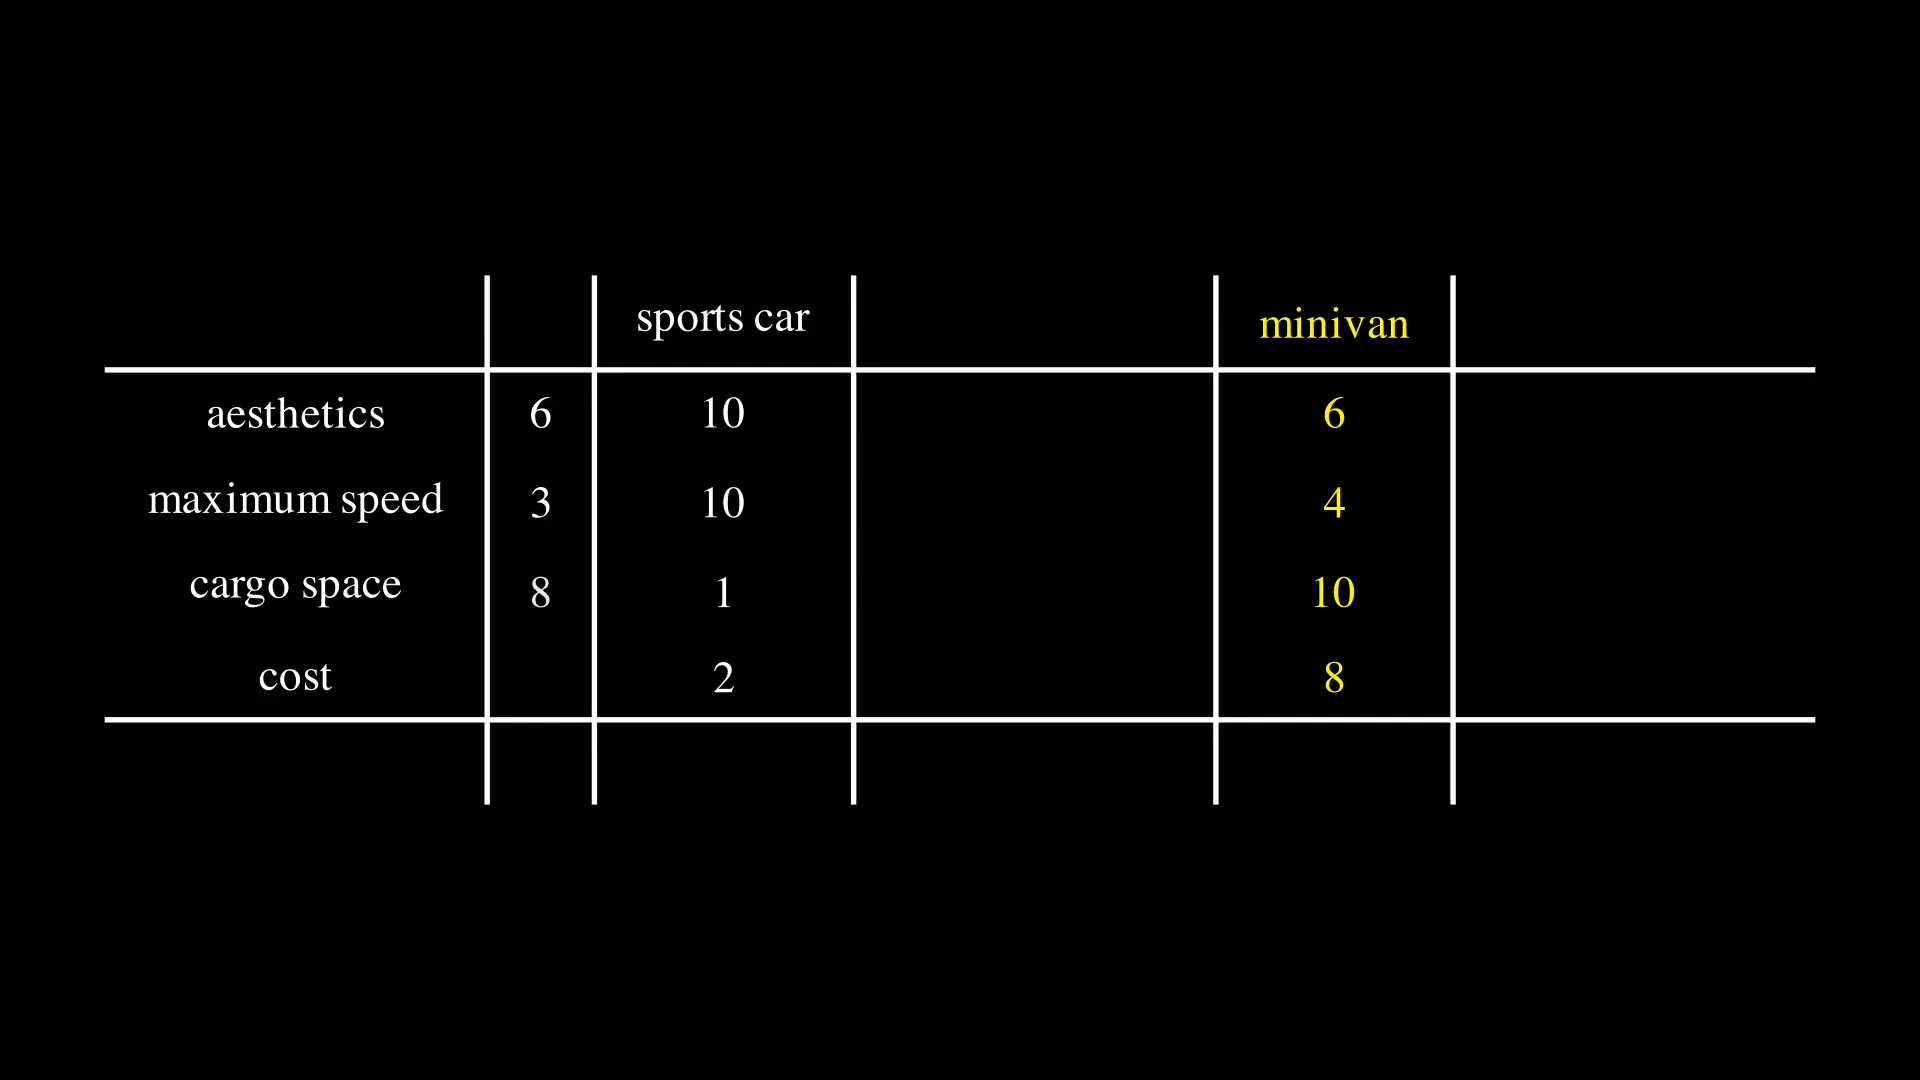 sports car minivan
aesthetics 6 10 6
maximum speed 3 10 4
cargo space 8 1 10
cost 2 8